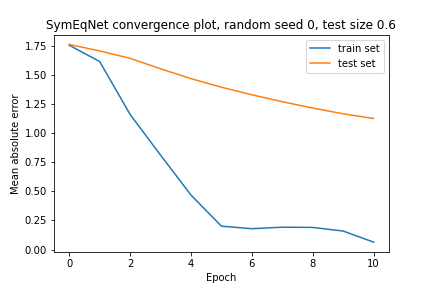 SymEqNet convergence plot, random seed 0, test size 0.6
train set
test set
1.75
1.50
1.25
1.00
0.75
0.50
0.25
0.00
Mean absolute error
0 2 4 6 8 10
Epoch